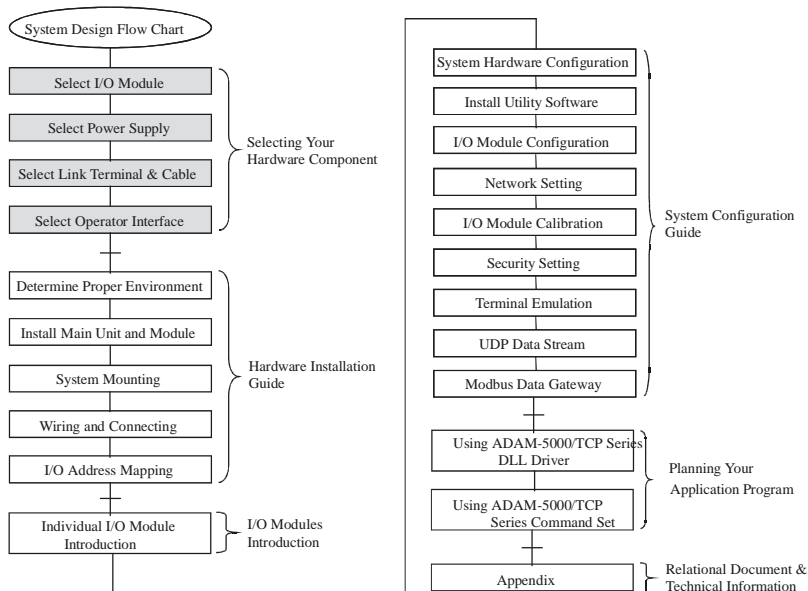 System Design Flow Chart
Select I/O Module
Select Power Supply
Select Link Terminal & Cable
Select Operator Interface
Selecting Your
Hardware Component
Determine Proper Environment
Install Main Unit and Module
System Mounting
Wiring and Connecting
I/O Address Mapping
Hardware Installation
Guide
Individual I/O Module
Introduction
I/O Modules
Introduction
System Hardware Configuration
Install Utility Software
I/O Module Configuration
Network Setting
I/O Module Calibration
Security Setting
Terminal Emulation
UDP Data Stream
Modbus Data Gateway
System Configuration
Guide
Using ADAM-5000/TCP Series
DLL Driver
Using ADAM-5000/TCP
Series Command Set
Planning Your
Application Program
Appendix
Relational Document &
Technical Information